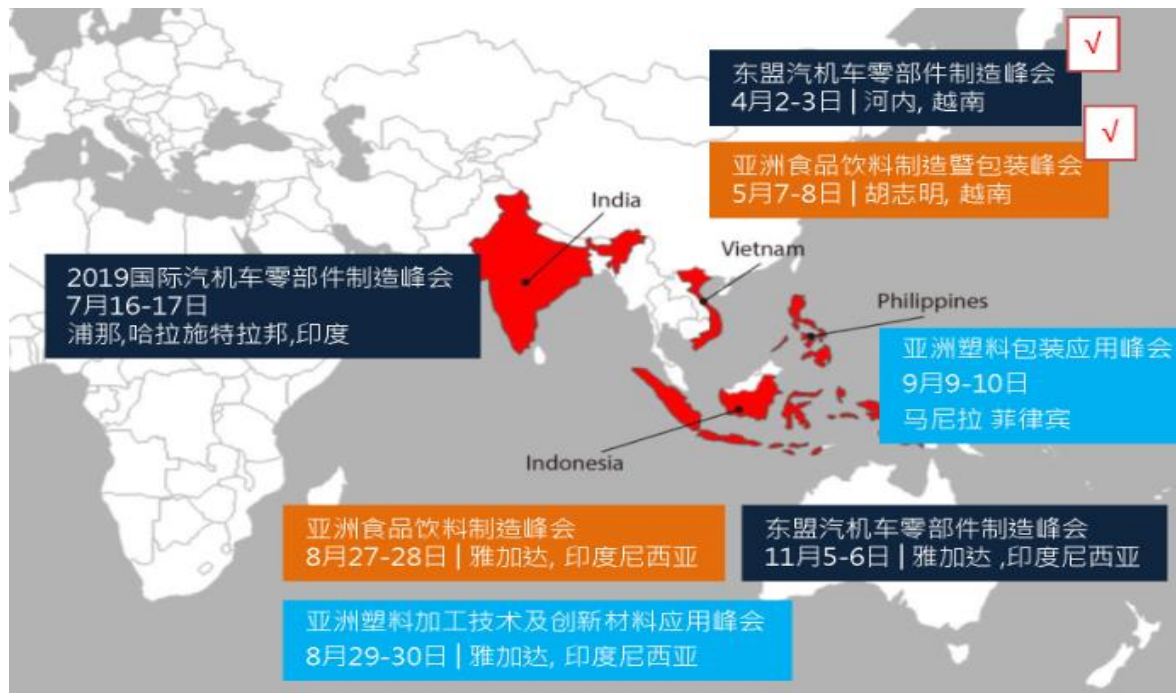 √
东盟汽机车零部件制造峰会
4月2-3日 | 河内, 越南
√
亚洲食品饮料制造暨包装峰会
5月7-8日 | 胡志明, 越南
India
Vietnam
2019国际汽机车零部件制造峰会
7月16-17日
浦那,哈拉施特拉邦,印度
Philippines
亚洲塑料包装应用峰会
9月9-10日
马尼拉 菲律宾
Indonesia
亚洲食品饮料制造峰会
8月27-28日 | 雅加达, 印度尼西亚
东盟汽机车零部件制造峰会
11月5-6日 | 雅加达 ,印度尼西亚
亚洲塑料加工技术及创新材料应用峰会
8月29-30日 | 雅加达, 印度尼西亚